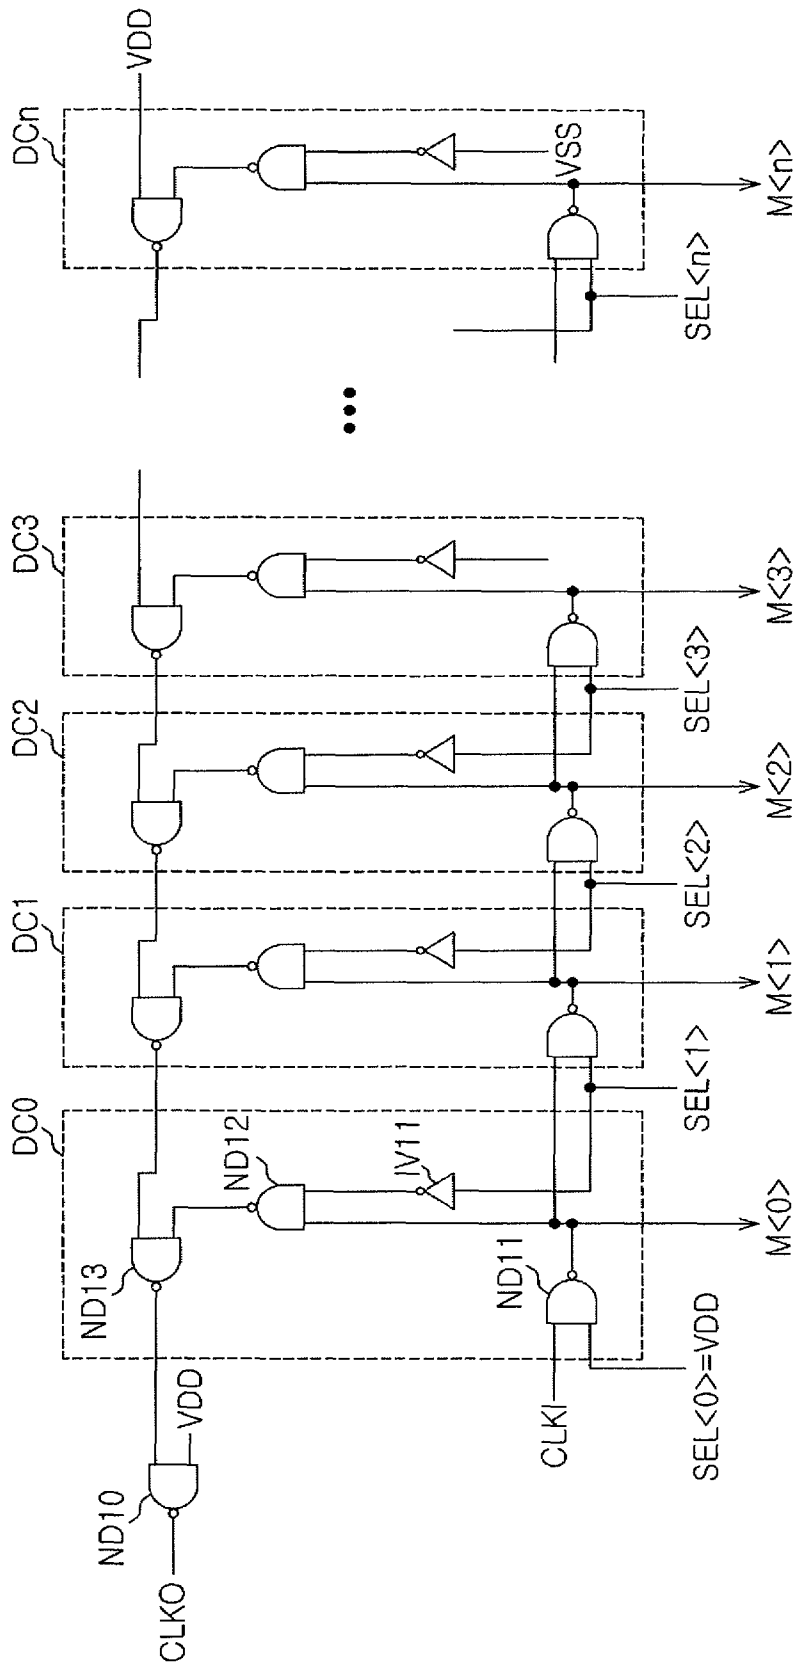 DC0
DC1
DC2
DC3
DCn
VDD
ND10
VDD
CLKO
ND13
ND12
IV11
ND11
CLKI
SEL<0>=VDD
SEL<1>
SEL<2>
SEL<3>
SEL<n>
VSS
M<0>
M<1>
M<2>
M<3>
M<n>